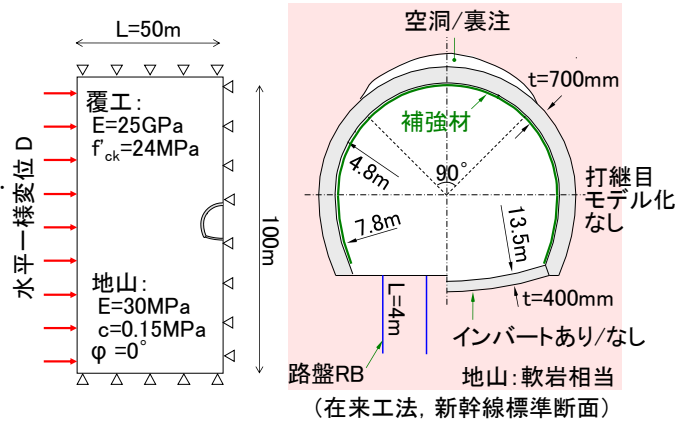 L=50m
水平一様変位 D
覆工：
E=25GPa
f'ck=24MPa
100m
地山：
E=30MPa
c=0.15MPa
φ =0°
空洞/裏注
t=700mm
補強材
90°
4.8m
7.8m
13.5m
打継目
モデル化
なし
t=400mm
L=4m
インバートあり/なし
路盤RB
地山：軟岩相当
（在来工法，新幹線標準断面）